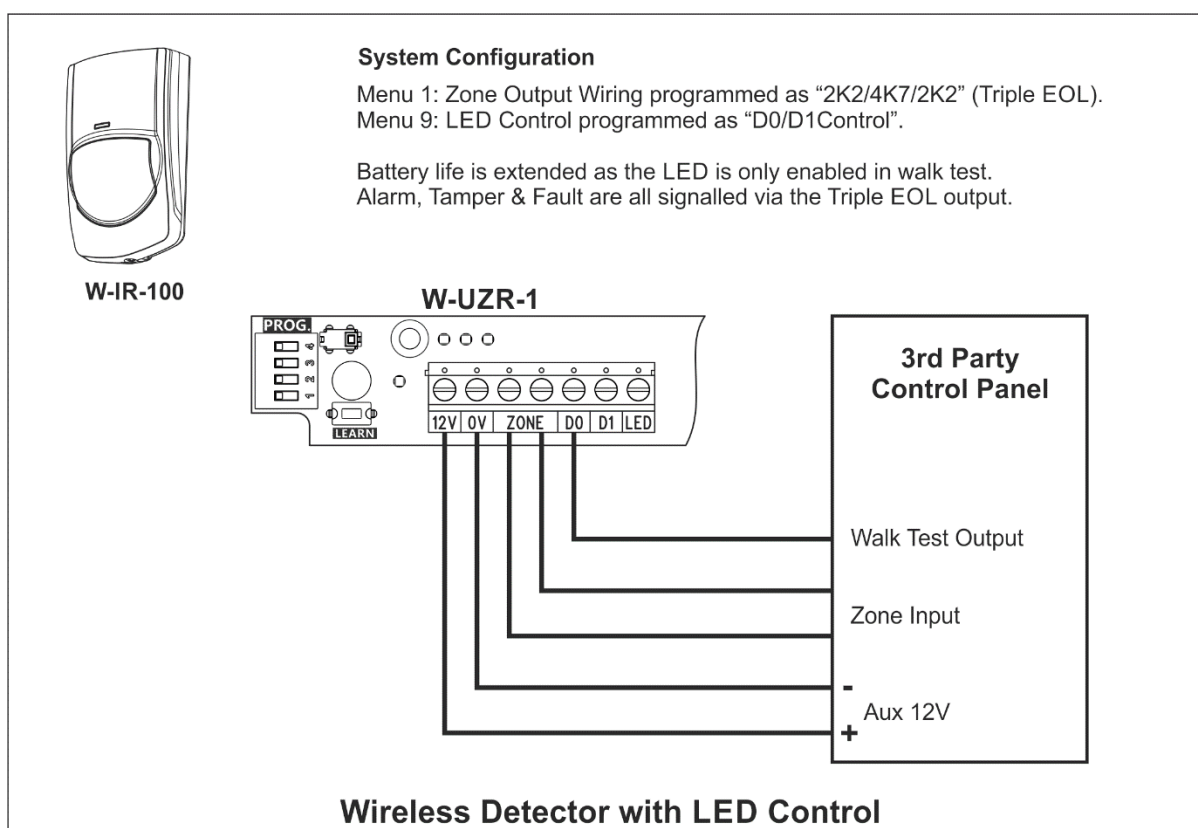 System Configuration
Menu 1: Zone Output Wiring programmed as “2K2/4K7/2K2” (Triple EOL).
Menu 9: LED Control programmed as “D0/D1Control”.
Battery life is extended as the LED is only enabled in walk test.
Alarm, Tamper & Fault are all signalled via the Triple EOL output.
W-IR-100
W-UZR-1
PROG.
4
3
2
1
LEARN
12V 0V ZONE D0 D1 LED
3rd Party
Control Panel
Walk Test Output
Zone Input
-
Aux 12V
+
Wireless Detector with LED Control